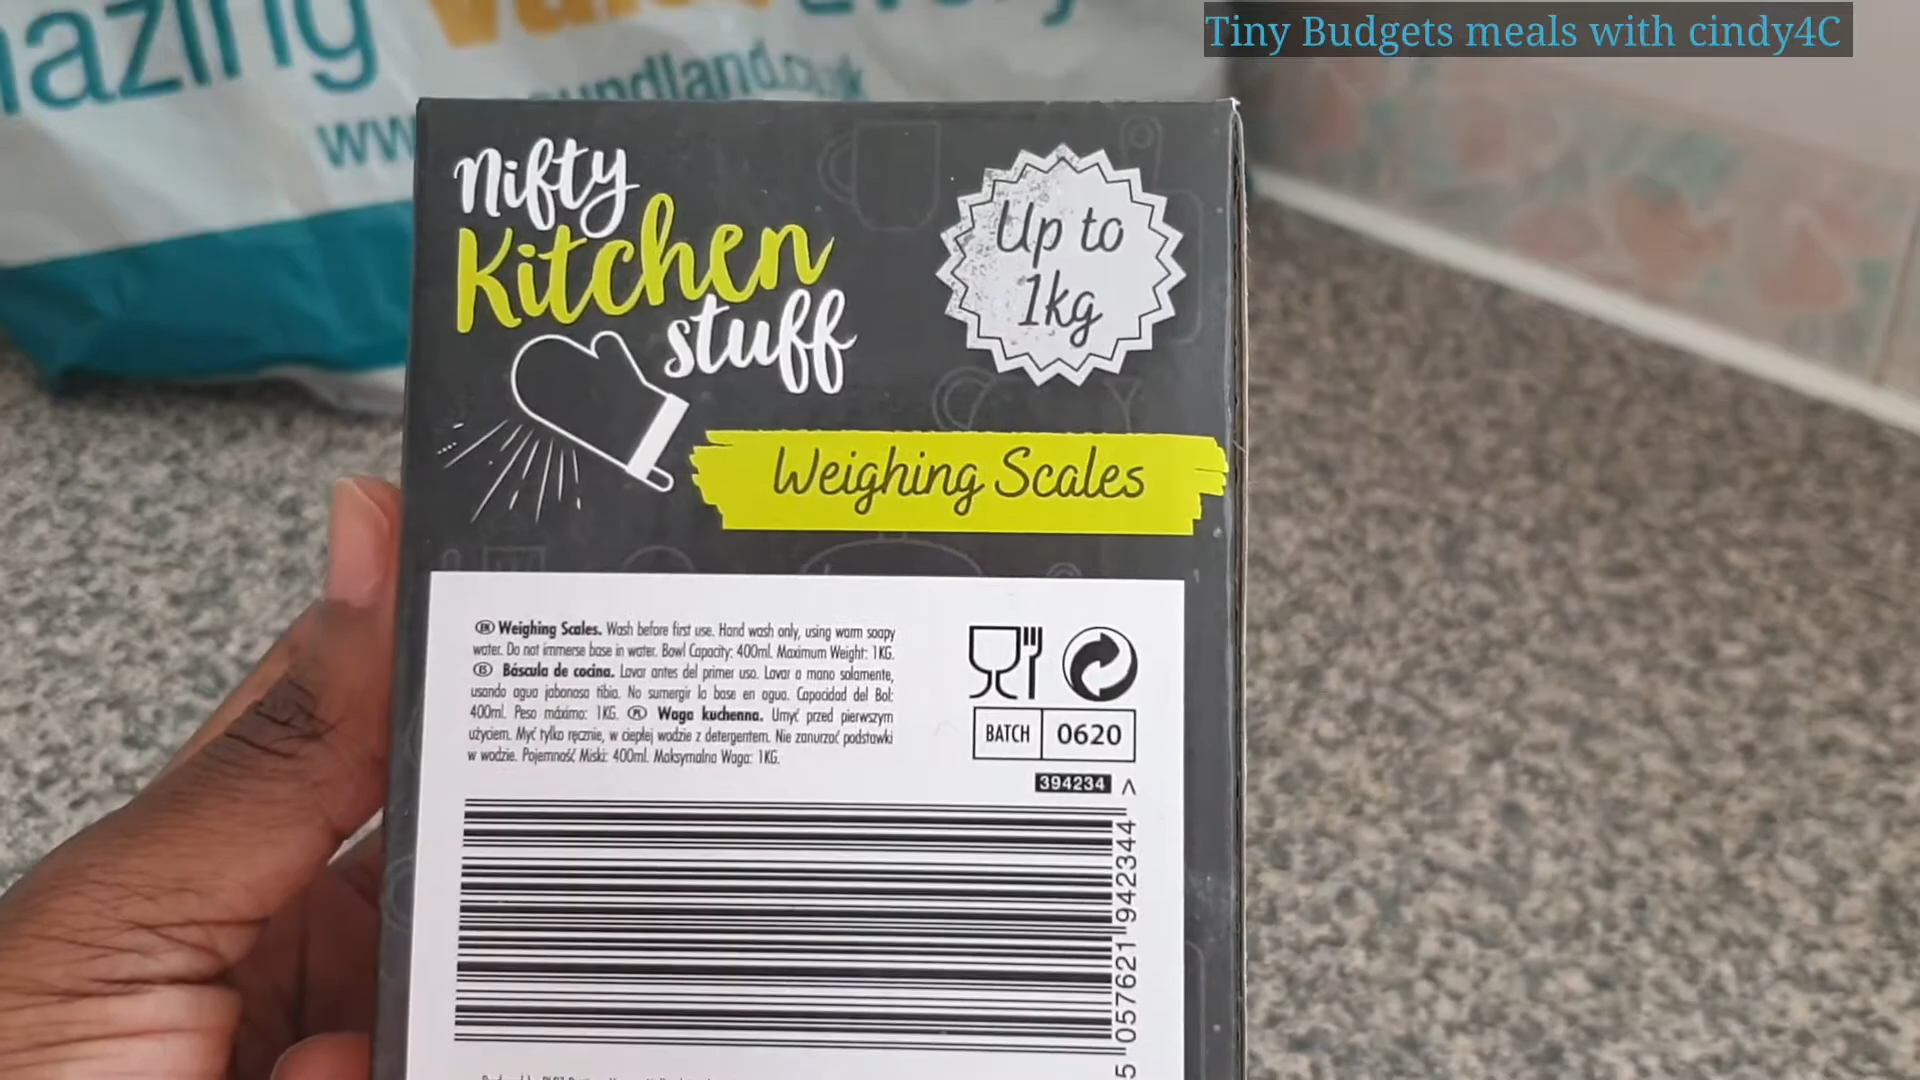 Tiny Budgets meals with cindy4C
Nifty
Kitchen
stuff
Up to
1kg
Weighing Scales
EN Weighing Scales. Wash before first use. Hand wash only, using warm soapy
water. Do not immerse base in water. Bowl Capacity: 400ml. Maximum Weight: 1KG.
ES Báscula de cocina. Lavar antes del primer uso. Lavar a mano solamente,
usando agua jabonosa tibia. No sumergir la base en agua. Capacidad del Bol:
400ml. Peso máximo: 1KG. PL Waga kuchenna. Umyć przed pierwszym
użyciem. Myć tylko ręcznie, w ciepłej wodzie z detergentem. Nie zanurzać podstawki
w wodzie. Pojemność Miski: 400ml. Maksymalna Waga: 1KG.
BATCH 0620
394234 >
5 057621 942344